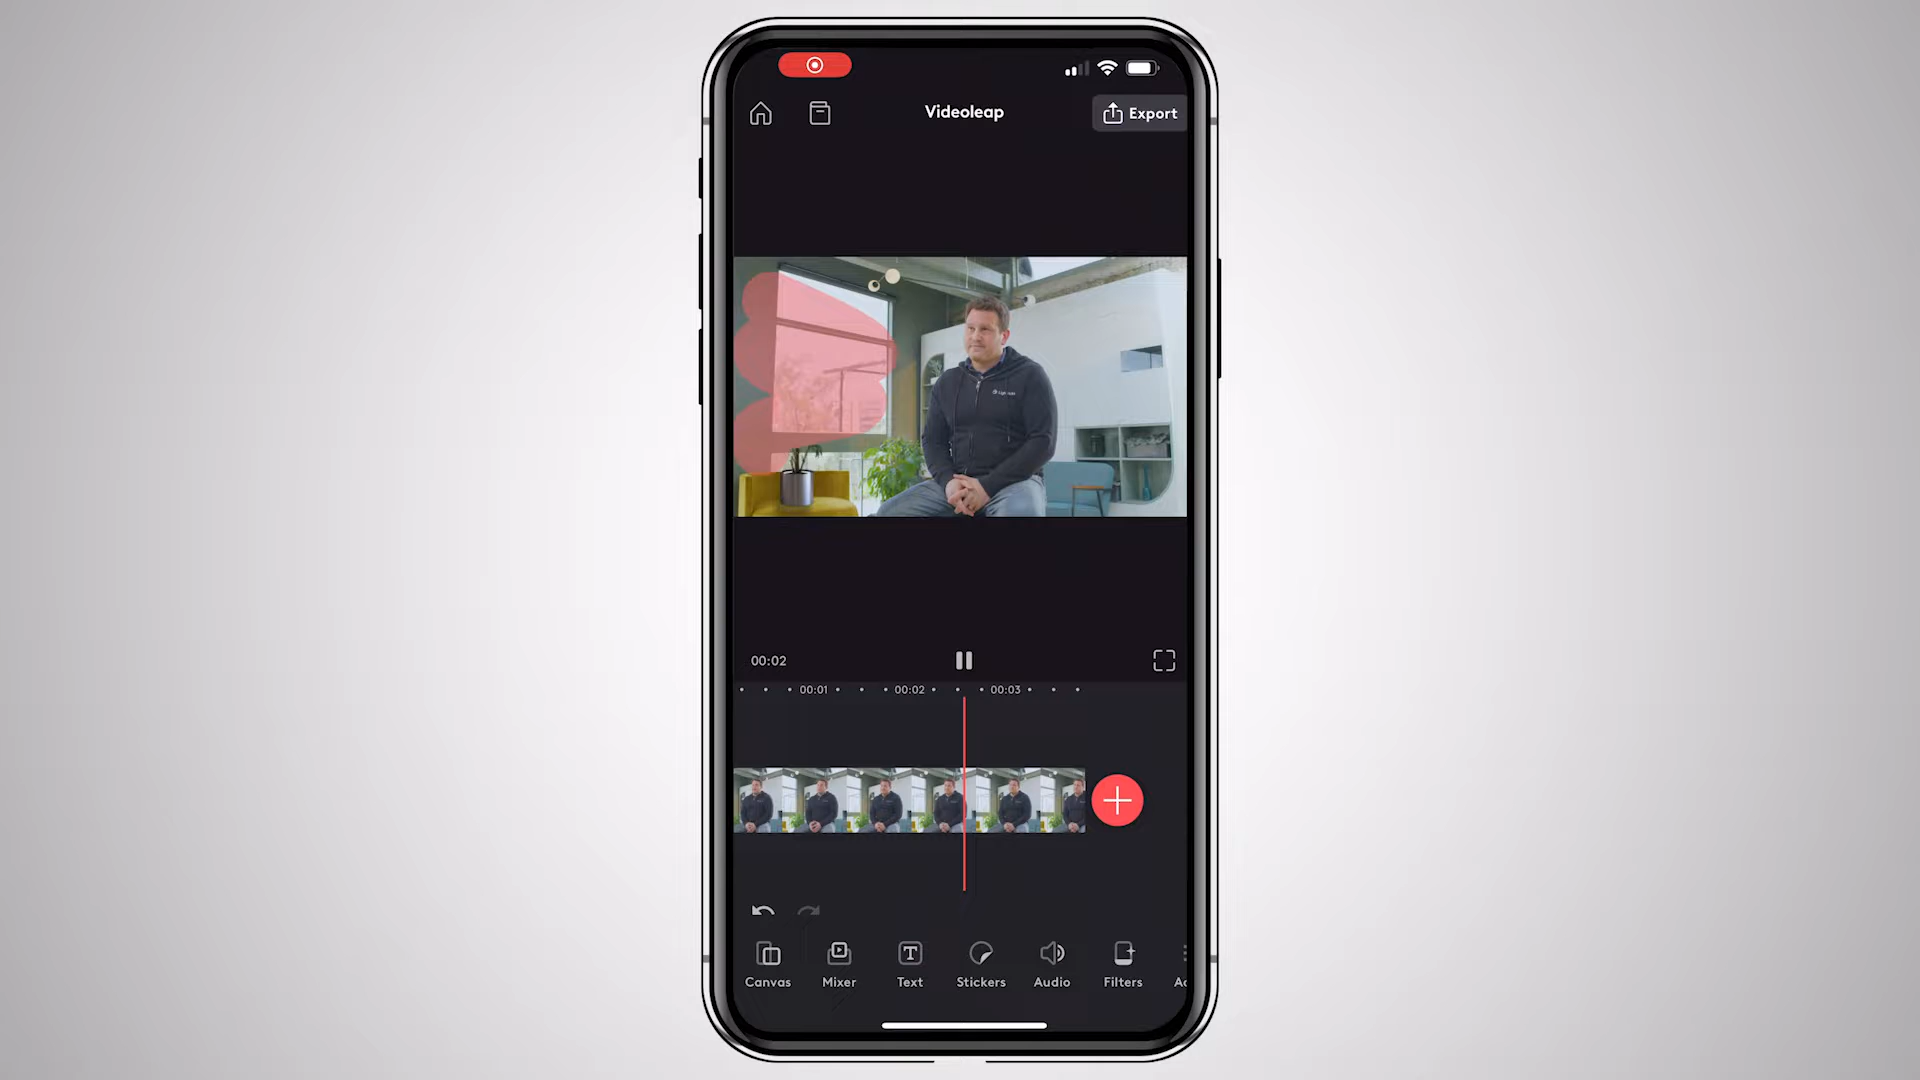 Videoleap
Export
00:02
00:01 00:02 00:03
Canvas Mixer Text Stickers Audio Filters